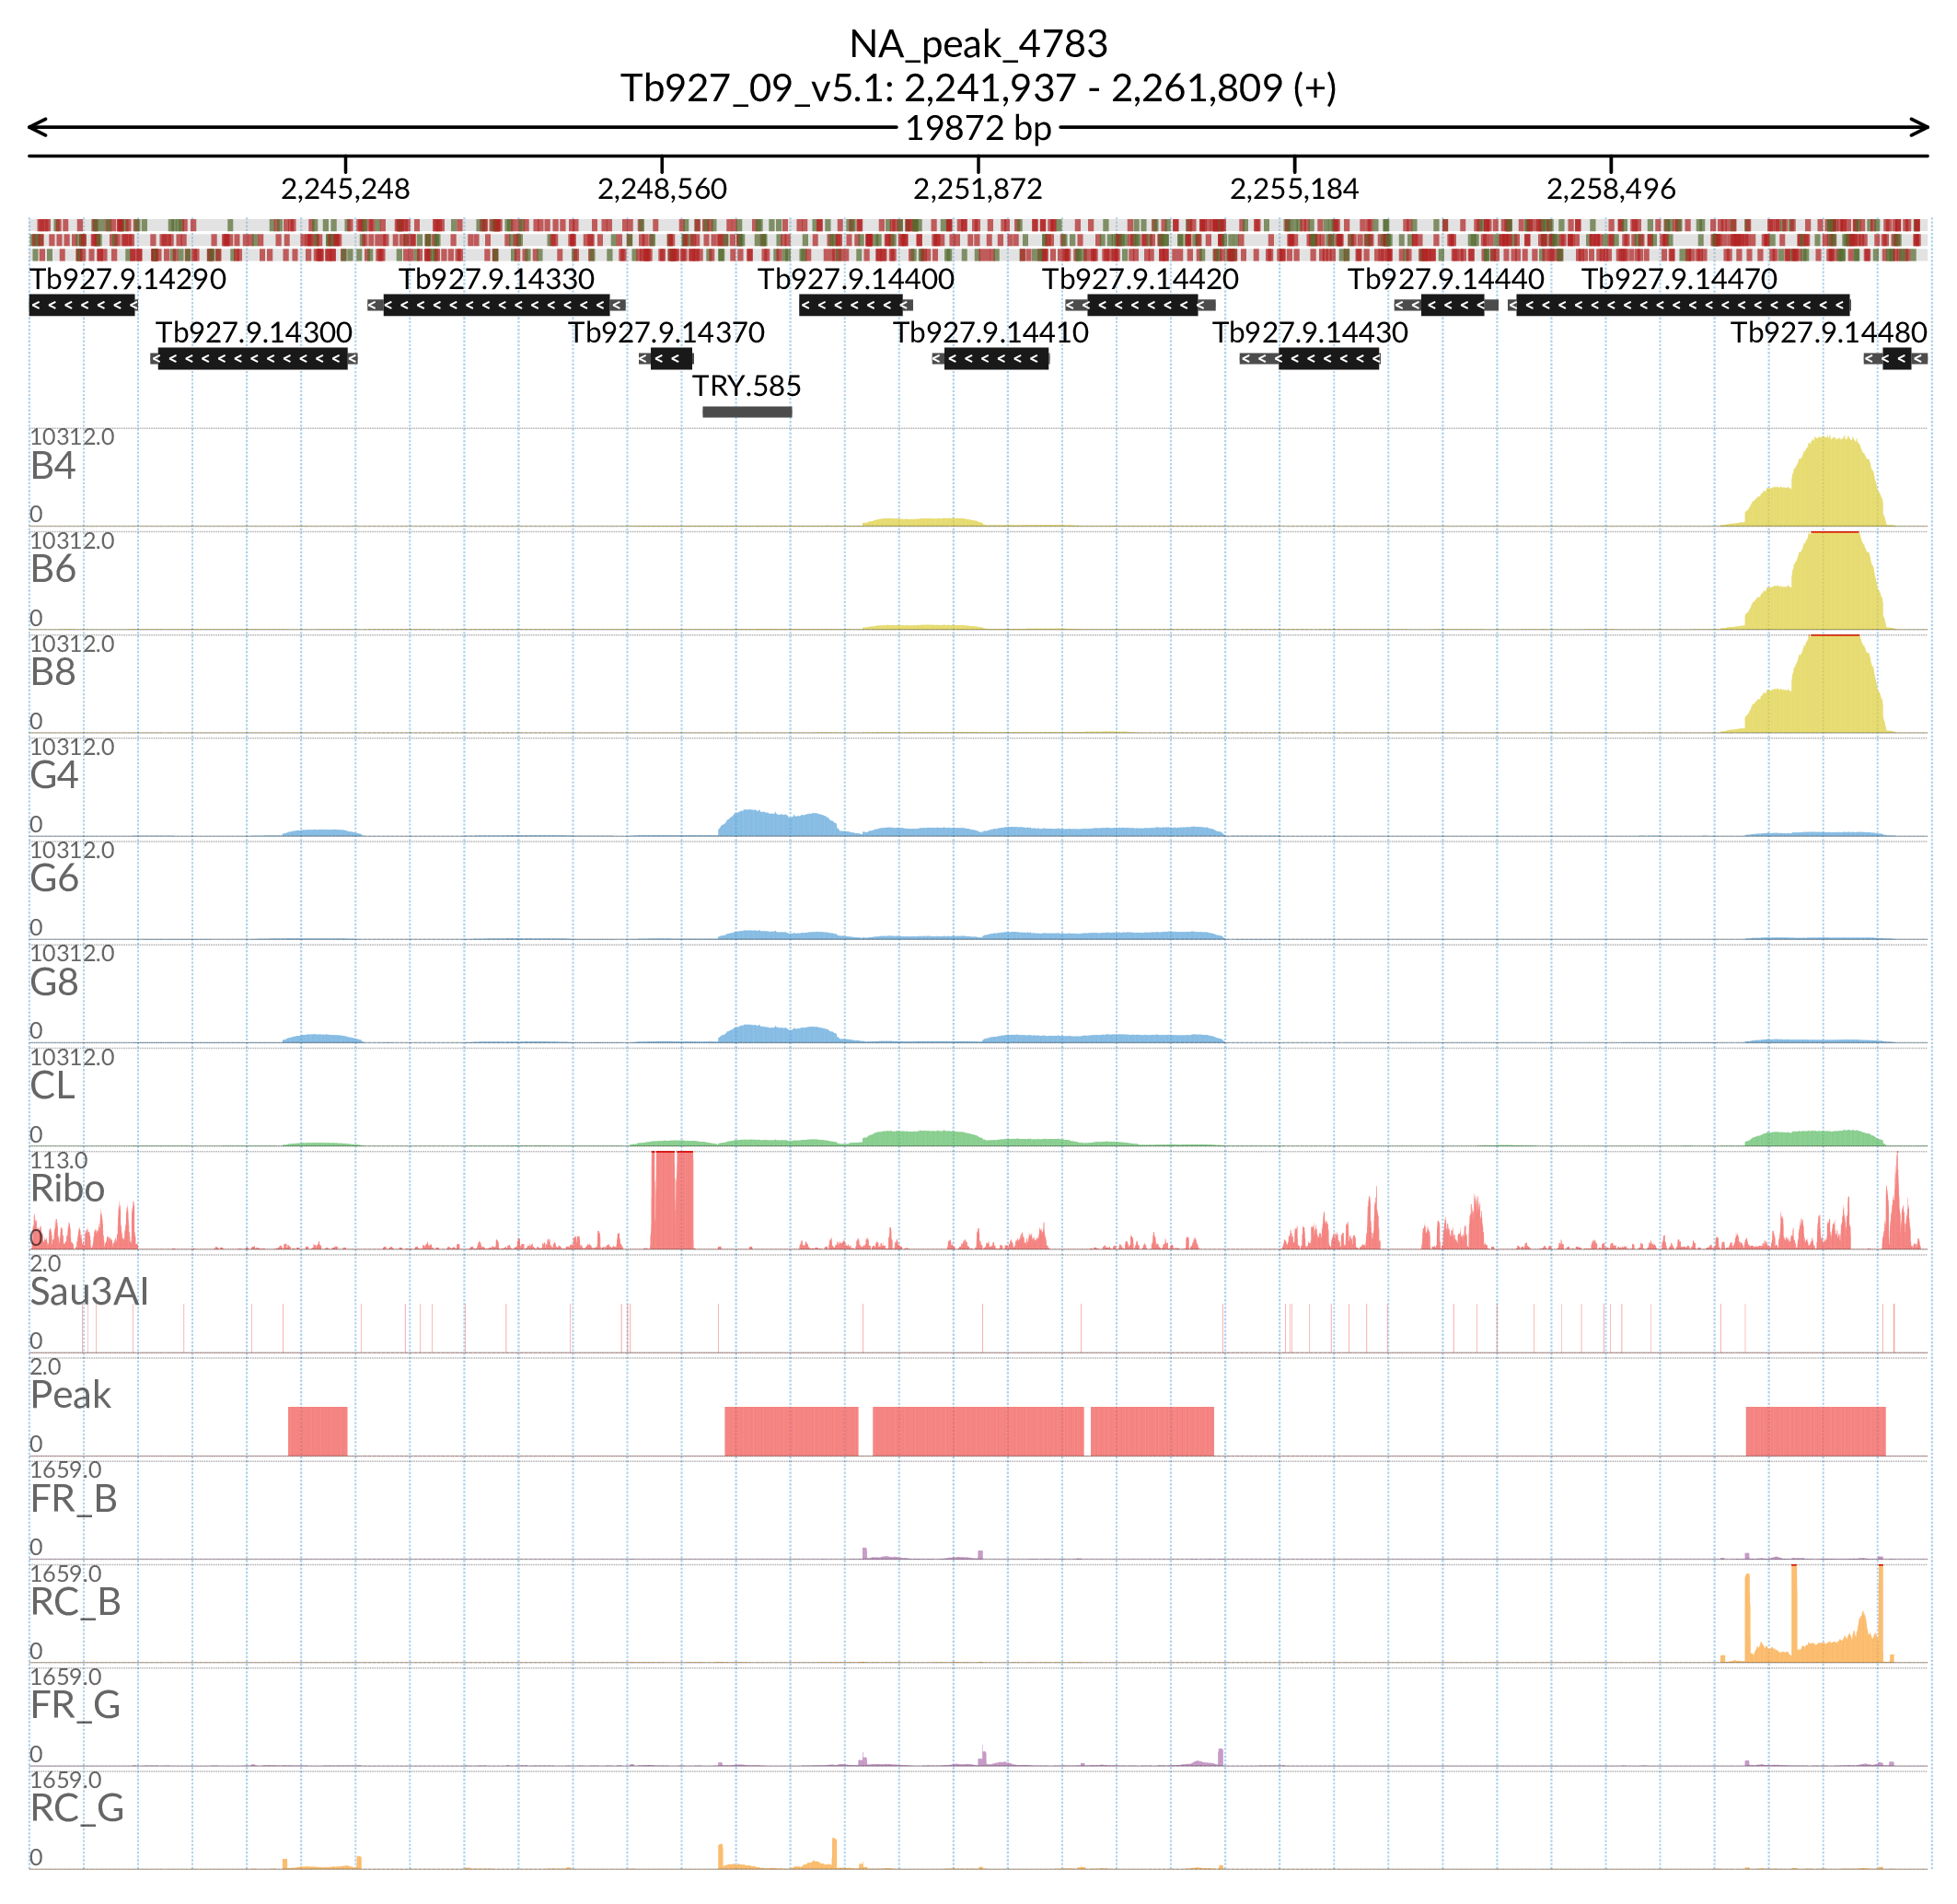 NA_peak_4783
Tb927_09_v5.1: 2,241,937 - 2,261,809 (+)
19872 bp
2,245,248 2,248,560 2,251,872 2,255,184 2,258,496
Tb927.9.14290 Tb927.9.14330 Tb927.9.14400 Tb927.9.14420 Tb927.9.14440 Tb927.9.14470
Tb927.9.14300 Tb927.9.14370 Tb927.9.14410 Tb927.9.14430 Tb927.9.14480
TRY.585
10312.0
B4
0
10312.0
B6
0
10312.0
B8
0
10312.0
G4
0
10312.0
G6
0
10312.0
G8
0
10312.0
CL
0
113.0
Ribo
0
2.0
Sau3AI
0
2.0
Peak
0
1659.0
FR_B
0
1659.0
RC_B
0
1659.0
FR_G
0
1659.0
RC_G
0